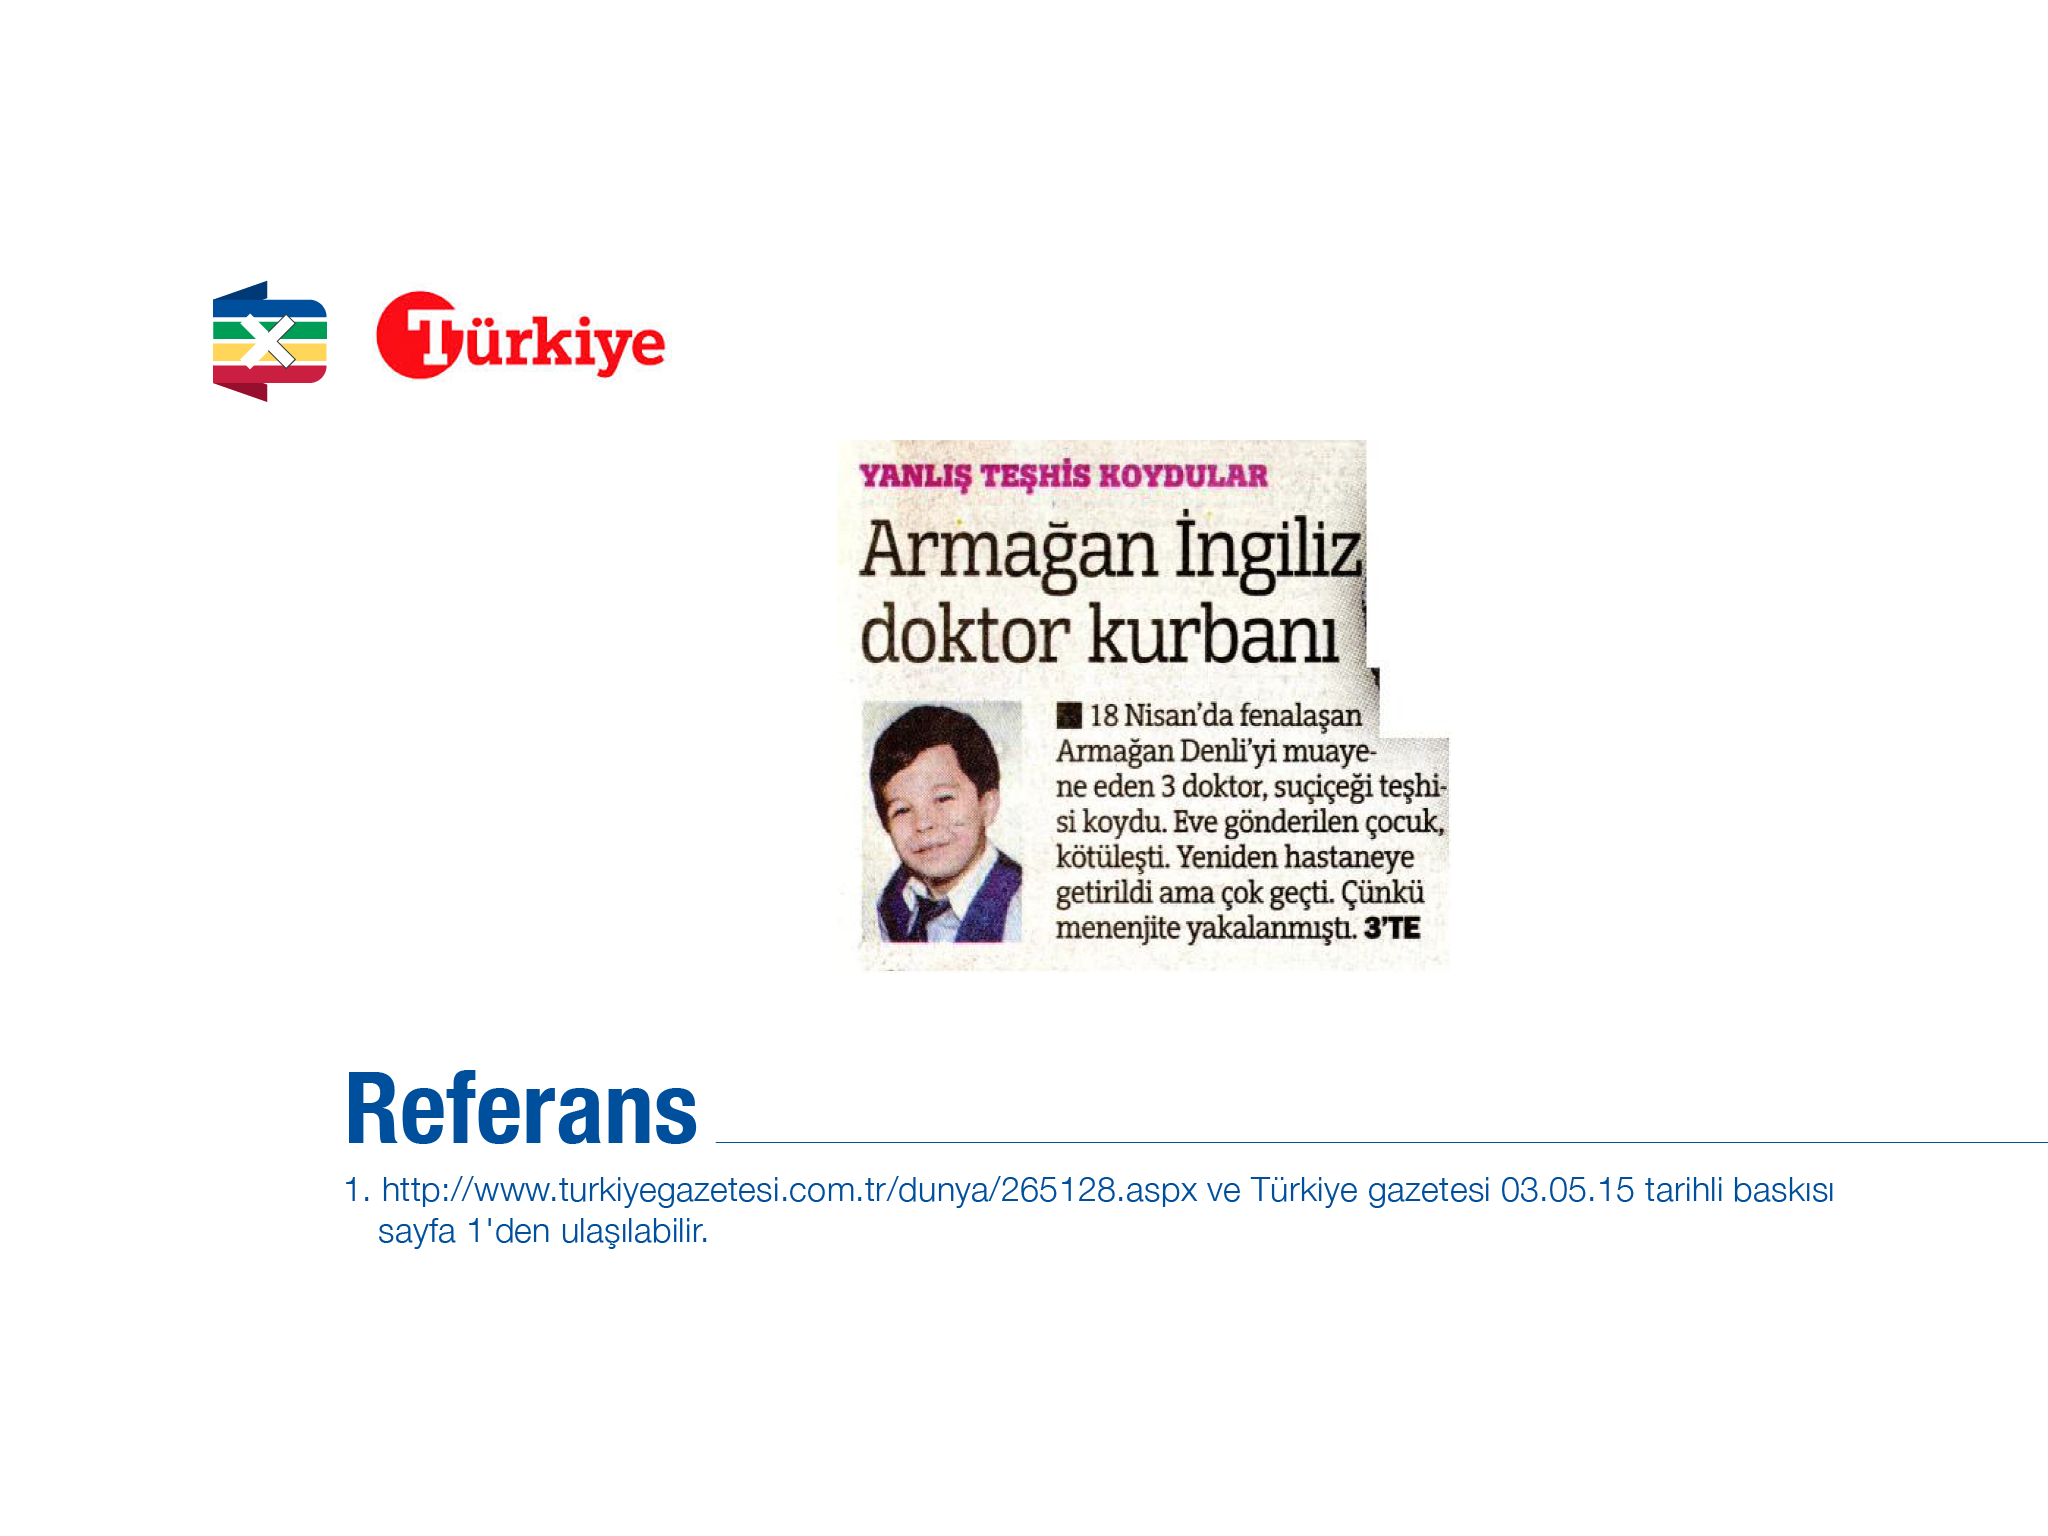 Türkiye
YANLIŞ TEŞHİS KOYDULAR
Armağan İngiliz
doktor kurbanı
18 Nisan'da fenalaşan
Armağan Denli'yi muaye-
ne eden 3 doktor, suçiçeği teşhi-
si koydu. Eve gönderilen çocuk,
kötüleşti. Yeniden hastaneye
getirildi ama çok geçti. Çünkü
menenjite yakalanmıştı. 3'TE
Referans
1. http://www.turkiyegazetesi.com.tr/dunya/265128.aspx ve Türkiye gazetesi 03.05.15 tarihli baskısı
sayfa 1'den ulaşılabilir.